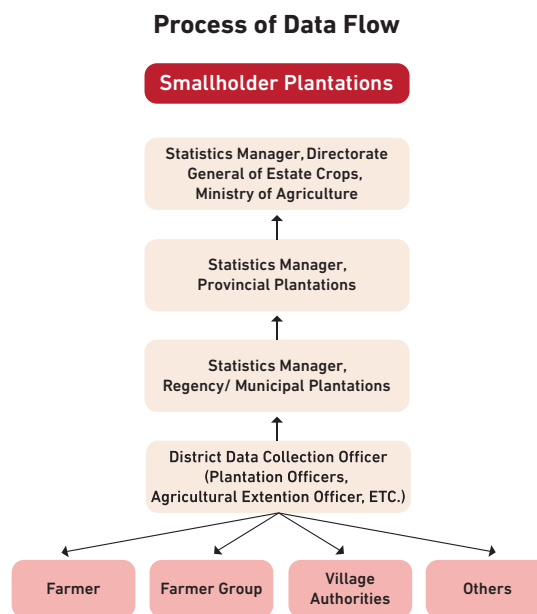 Process of Data Flow
Smallholder Plantations
Statistics Manager, Directorate
General of Estate Crops,
Ministry of Agriculture
Statistics Manager,
Provincial Plantations
Statistics Manager,
Regency/ Municipal Plantations
District Data Collection Officer
(Plantation Officers,
Agricultural Extention Officer, ETC.)
Farmer
Farmer Group
Village
Authorities
Others